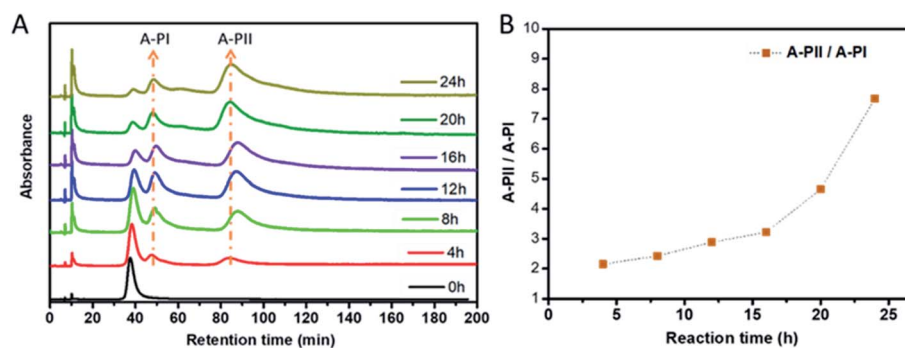 A
A-PI
A-PII
Absorbance
24h
20h
16h
12h
8h
4h
0h
0 20 40 60 80 100 120 140 160 180 200
Retention time (min)
B
A-PII / A-PI
A-PII / A-PI
10
9
8
7
6
5
4
3
2
1
0 5 10 15 20 25
Reaction time (h)